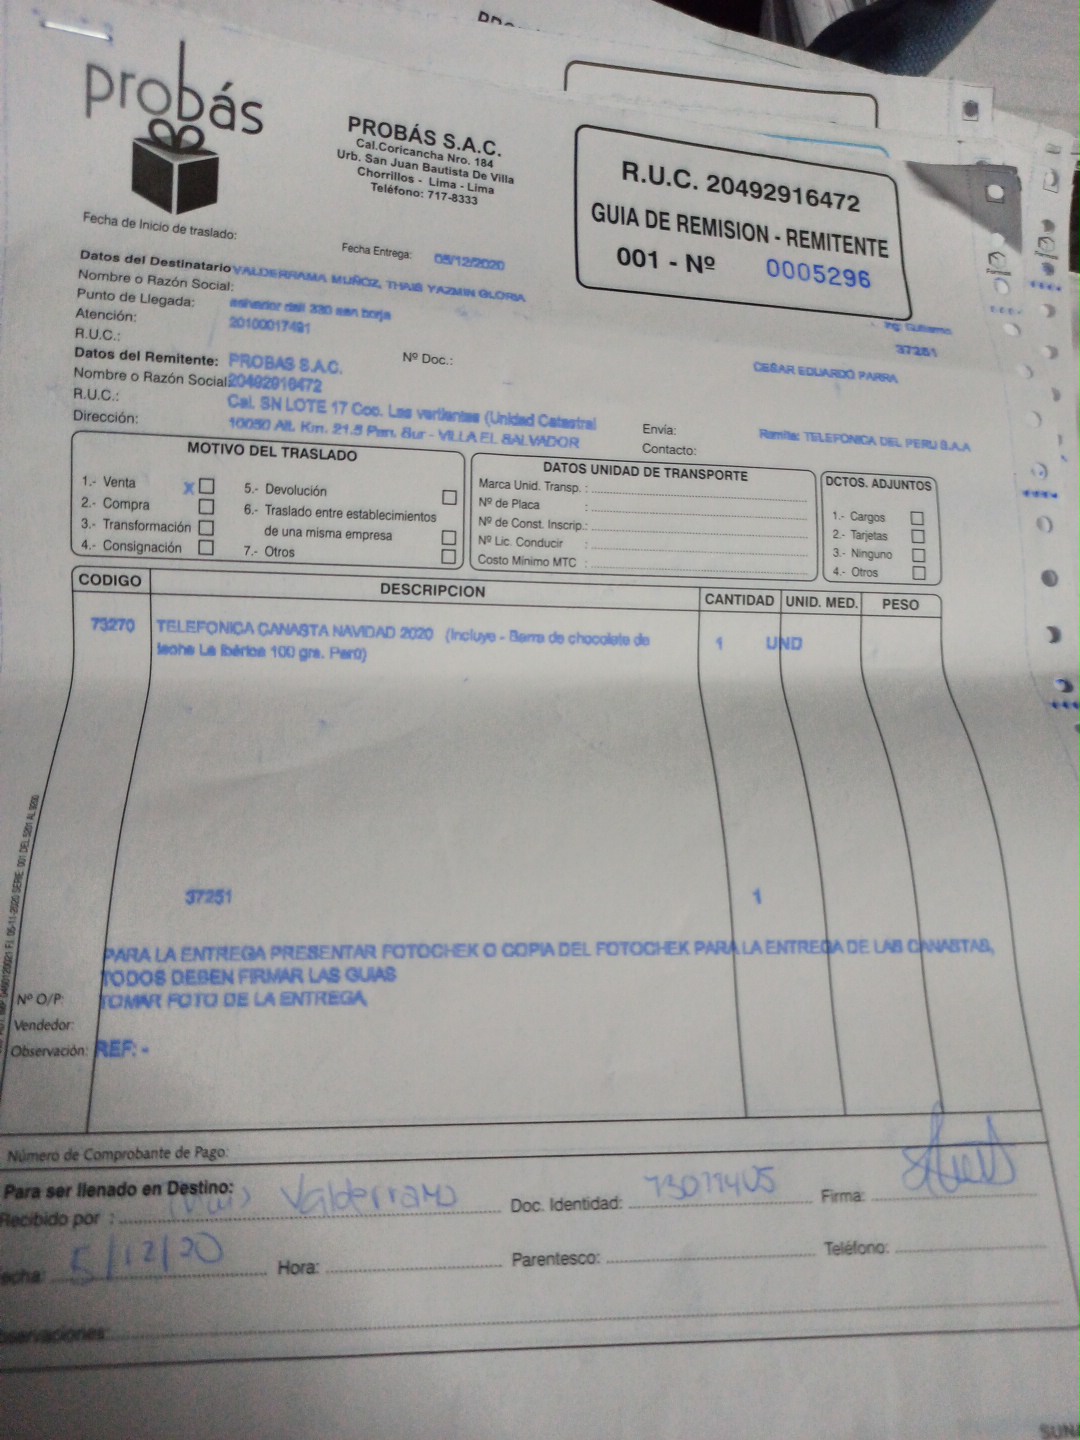 probás
PROBÁS S.A.C.
Cal.Coricancha Nro. 184
Urb. San Juan Bautista De Villa
Chorrillos - Lima - Lima
Teléfono: 717-8333
R.U.C. 20492916472
GUIA DE REMISION - REMITENTE
001 - Nº 0005296
Fecha de Inicio de traslado:
Fecha Entrega: 05/12/2020
Datos del Destinatario VALDERRAMA MUÑOZ, THAIS YAZMIN GLORIA
Nombre o Razón Social:
Punto de Llegada: salvador dali 330 san borja
Atención: 20100017491
R.U.C.:
37251
Datos del Remitente: PROBAS S.A.C.
Nº Doc.:
CESAR EDUARDO PARRA
Nombre o Razón Social: 20492916472
R.U.C.: Cal. SN LOTE 17 Coo. Las vertientes (Unidad Catastral
Dirección: 10050 Alt. Km. 21.5 Pan. Sur - VILLA EL SALVADOR
Envía:
Contacto:
Remite: TELEFONICA DEL PERU S.A.A
MOTIVO DEL TRASLADO
1.- Venta X
2.- Compra
3.- Transformación
4.- Consignación
5.- Devolución
6.- Traslado entre establecimientos
de una misma empresa
7.- Otros
DATOS UNIDAD DE TRANSPORTE
Marca Unid. Transp. :
Nº de Placa :
Nº de Const. Inscrip.:
Nº Lic. Conducir :
Costo Minimo MTC :
DCTOS. ADJUNTOS
1.- Cargos
2.- Tarjetas
3.- Ninguno
4.- Otros
CODIGO DESCRIPCION CANTIDAD UNID. MED. PESO
73270 TELEFONICA CANASTA NAVIDAD 2020 (Incluye - Barra de chocolate de 1 UND
leche La Ibérica 100 grs. Perú)
37251 1
PARA LA ENTREGA PRESENTAR FOTOCHEK O COPIA DEL FOTOCHEK PARA LA ENTREGA DE LAS CANASTAS,
TODOS DEBEN FIRMAR LAS GUIAS
Nº O/P: TOMAR FOTO DE LA ENTREGA
Vendedor:
Observación: REF: -
Número de Comprobante de Pago:
Para ser llenado en Destino:
Recibido por : Valderrama
Doc. Identidad:
Firma:
Fecha: 5/12/20
Hora:
Parentesco:
Teléfono:
Observaciones: